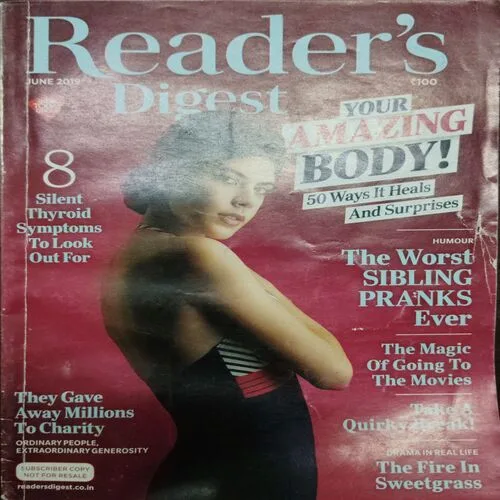 Reader's
Digest
JUNE 2019
₹100
YOUR
AMAZING
BODY!
50 Ways It Heals
And Surprises
8
Silent
Thyroid
Symptoms
To Look
Out For
HUMOUR
The Worst
SIBLING
PRANKS
Ever
The Magic
Of Going To
The Movies
Take A
Quirky Break!
DRAMA IN REAL LIFE
The Fire In
Sweetgrass
They Gave
Away Millions
To Charity
ORDINARY PEOPLE,
EXTRAORDINARY GENEROSITY
SUBSCRIBER COPY
NOT FOR RESALE
readersdigest.co.in